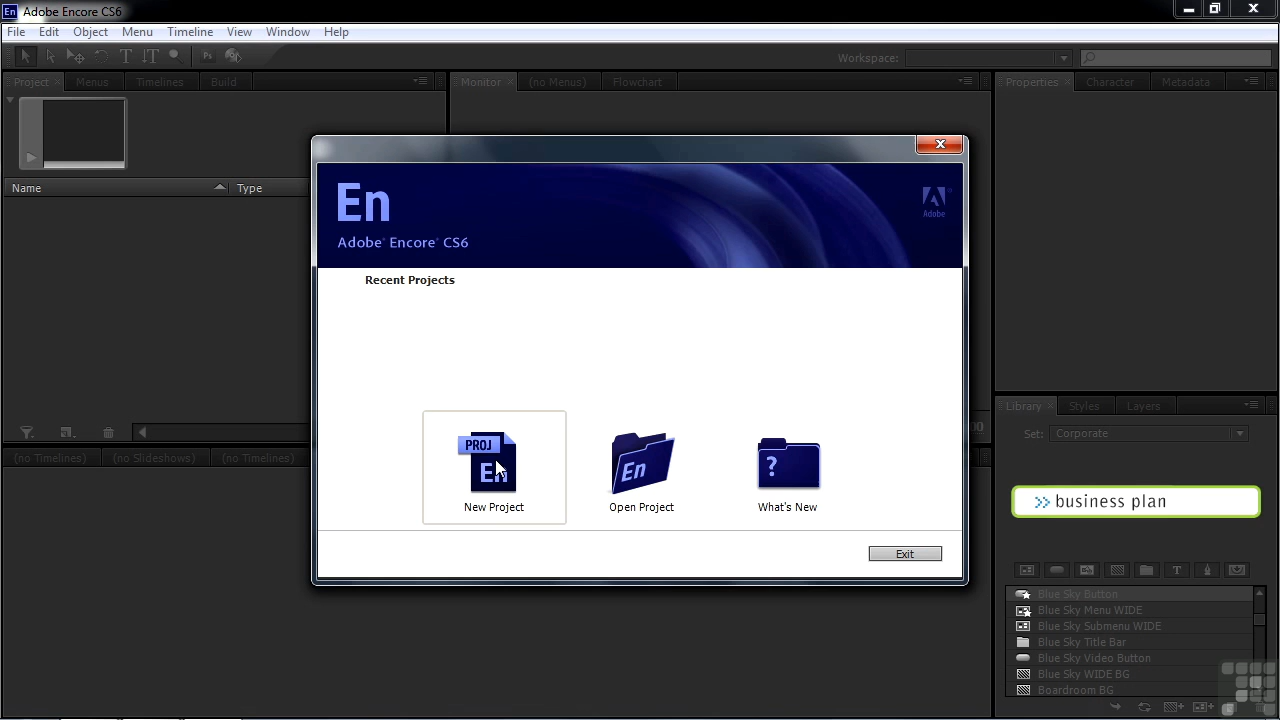 En Adobe Encore CS6
File Edit Object Menu Timeline View Window Help
Workspace:
Project Menus Timelines Build
Monitor (no Menus) Flowchart
Properties Character Metadata
Name Type
En
Adobe® Encore® CS6
Adobe
Recent Projects
PROJ
En
New Project
En
Open Project
?
What's New
Exit
(no Timelines) (no Slideshows) (no Timelines)
Library Styles Layers
Set: Corporate
>> business plan
Blue Sky Button
Blue Sky Menu WIDE
Blue Sky Submenu WIDE
Blue Sky Title Bar
Blue Sky Video Button
Blue Sky WIDE BG
Boardroom BG